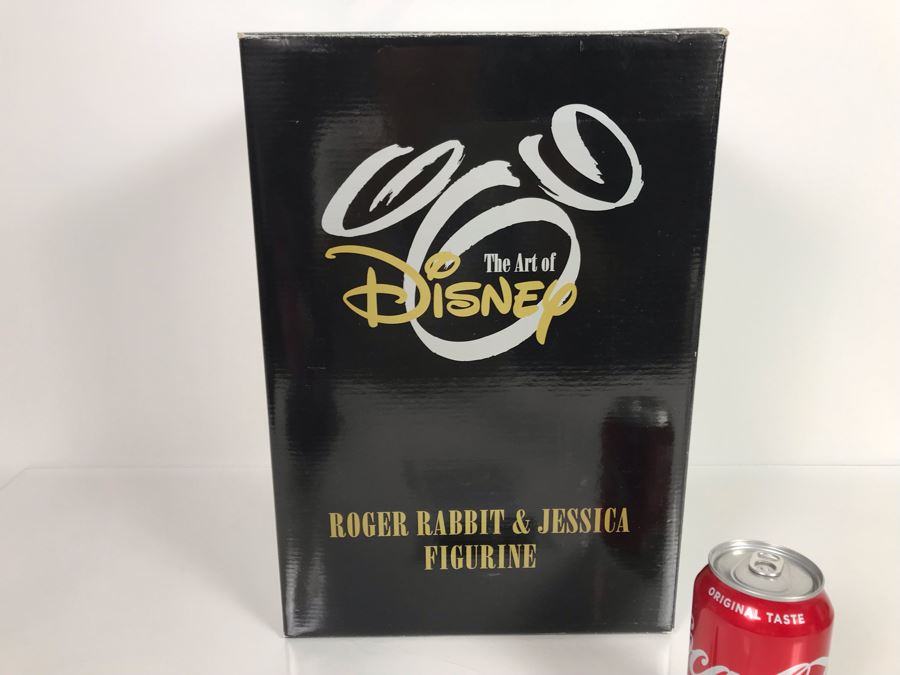 The Art of
Disney
ROGER RABBIT & JESSICA
FIGURINE
ORIGINAL TASTE